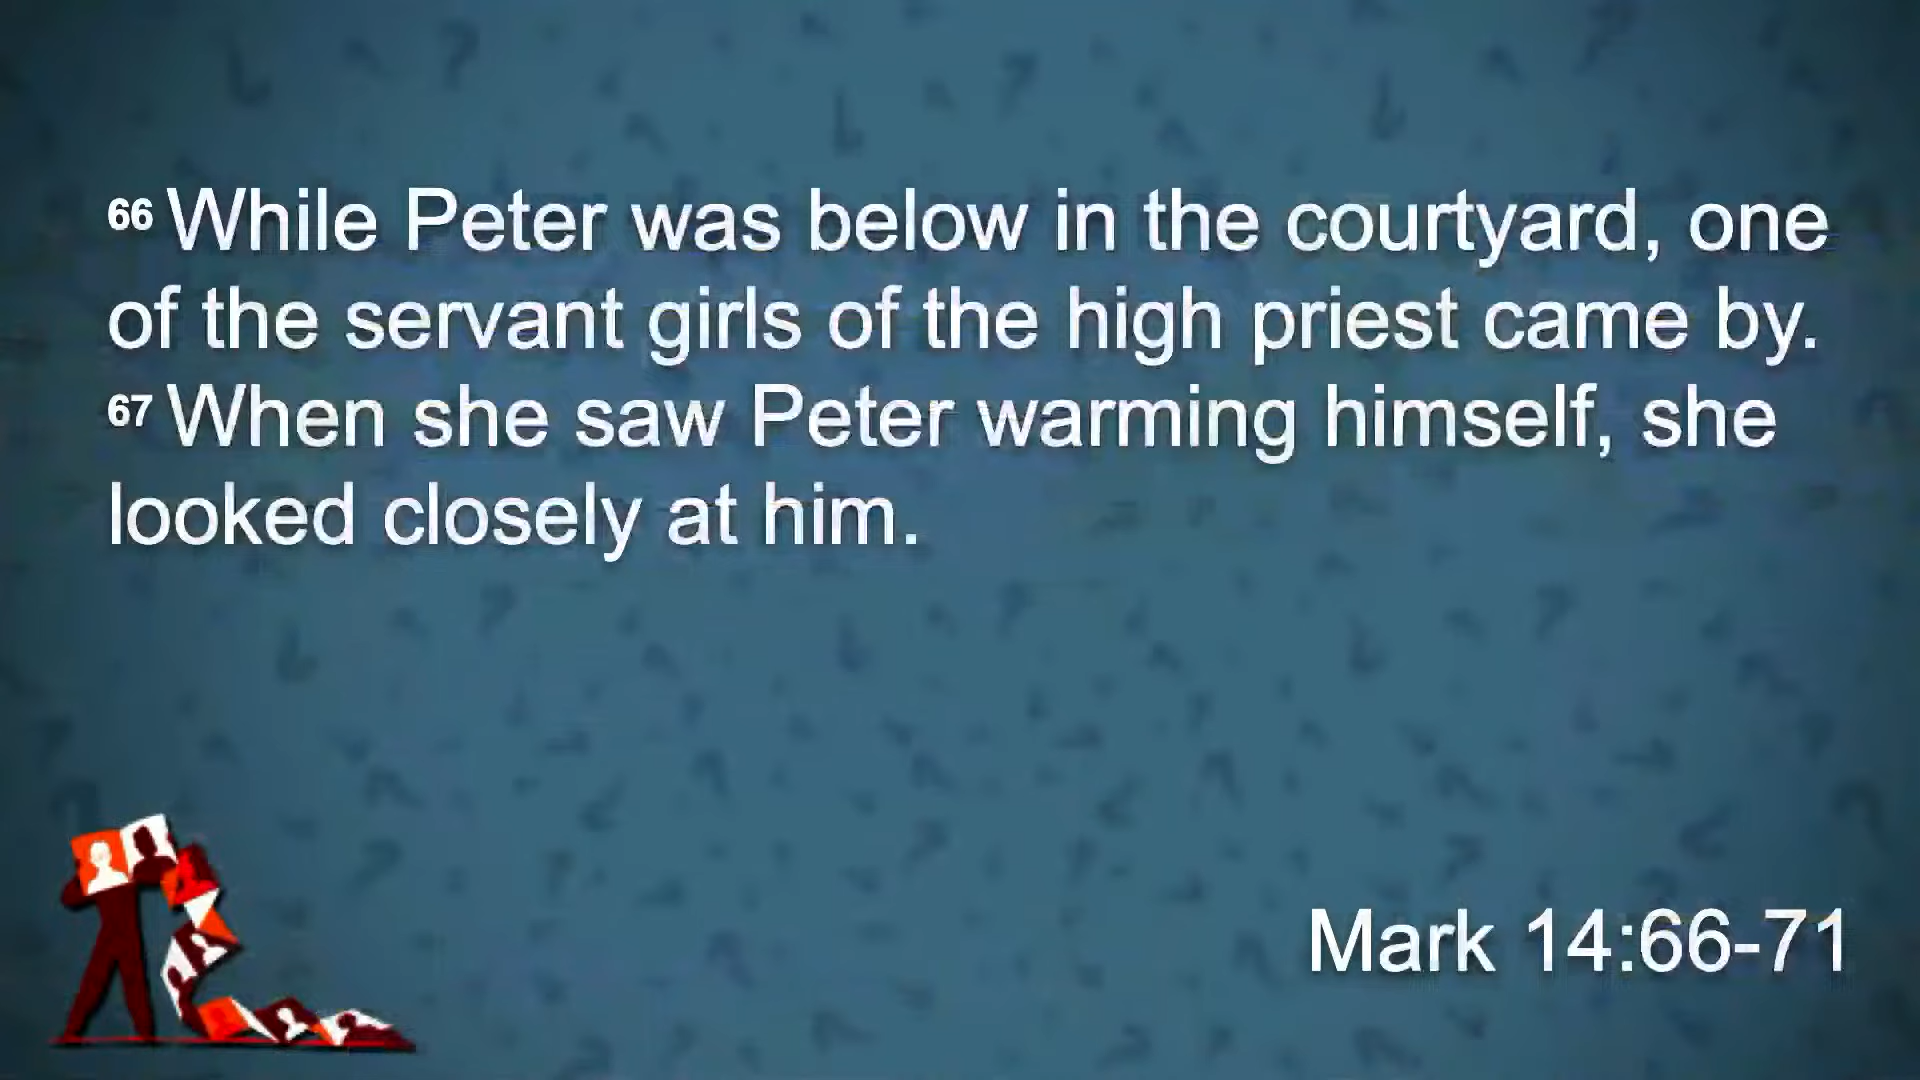 66 While Peter was below in the courtyard, one
of the servant girls of the high priest came by.
67 When she saw Peter warming himself, she
looked closely at him.
Mark 14:66-71